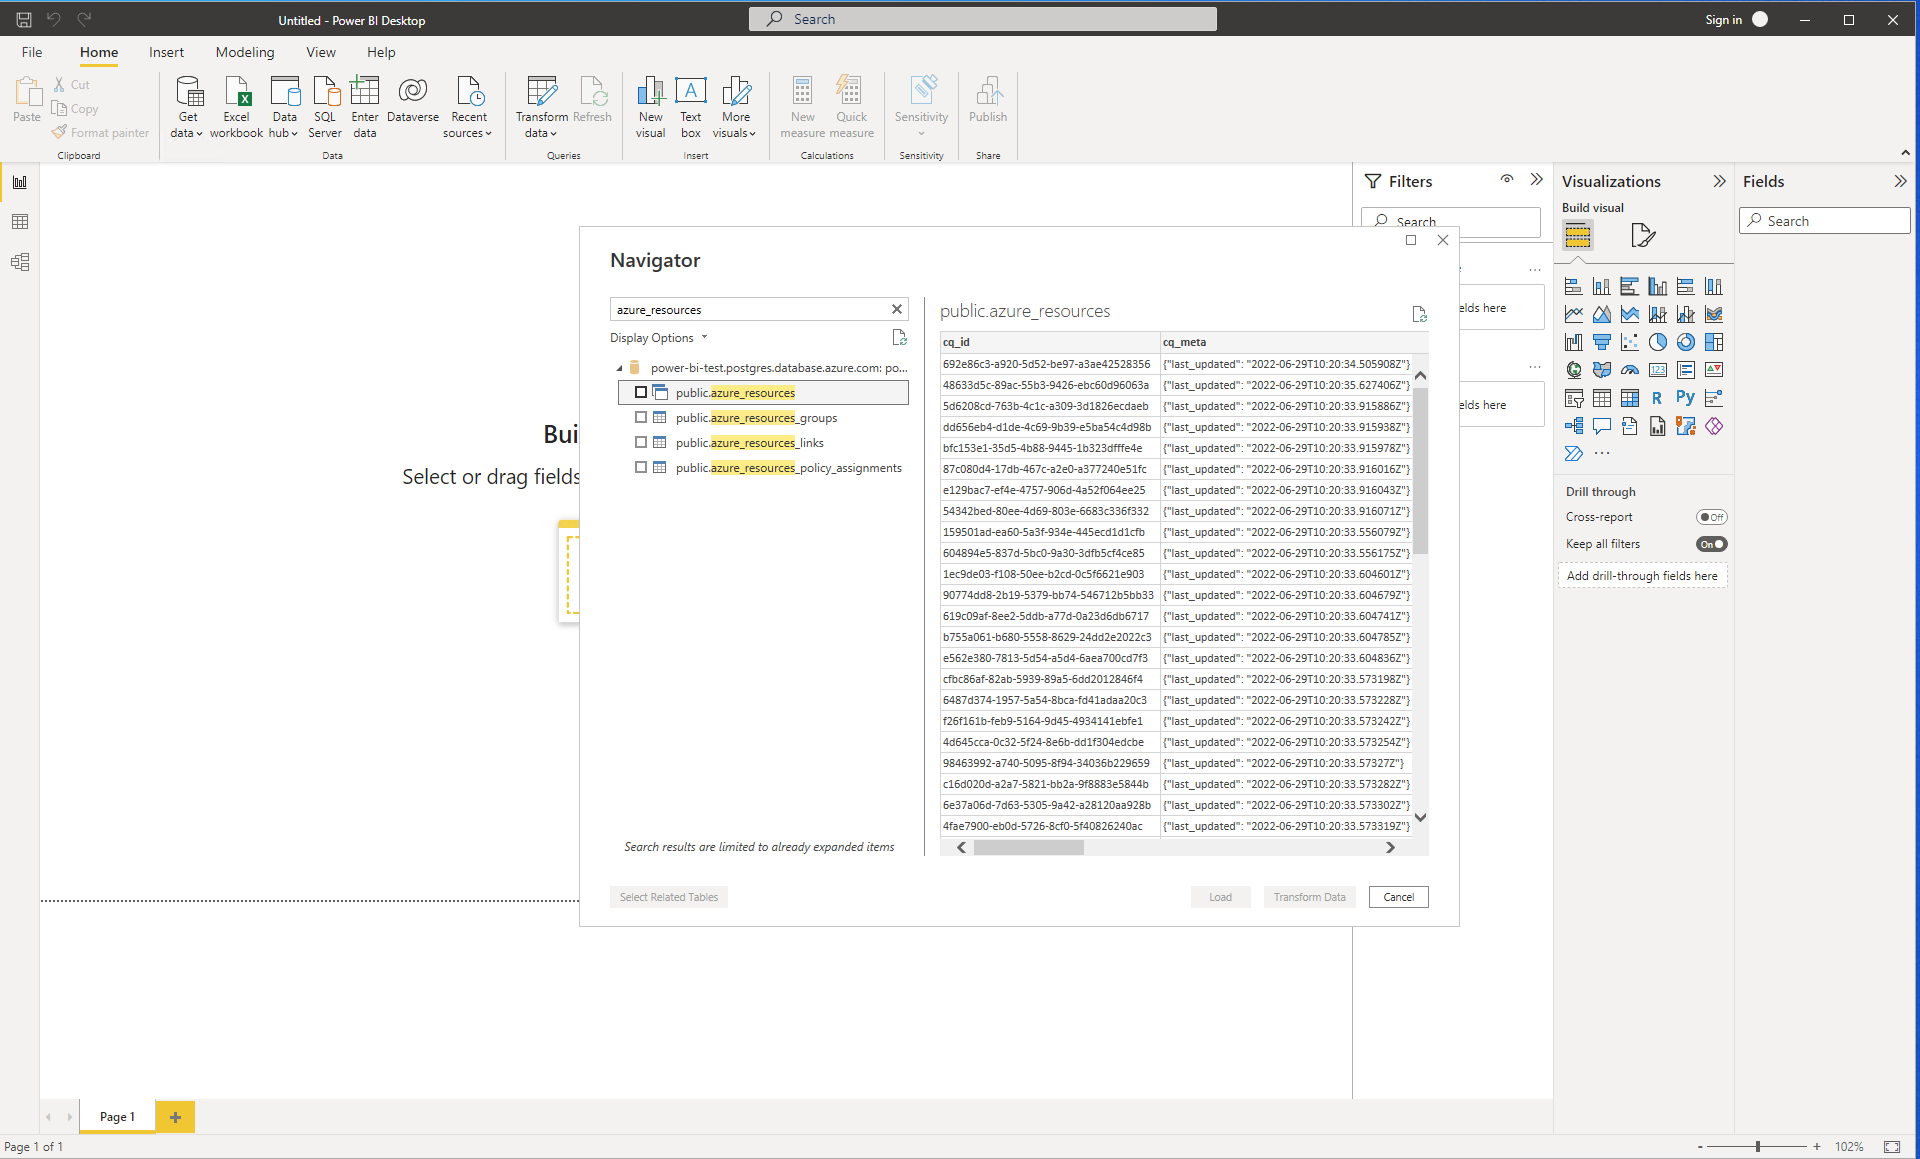 Untitled - Power BI Desktop
Search
Sign in
File Home Insert Modeling View Help
Paste
Cut
Copy
Format painter
Clipboard
Get data
Excel workbook
Data hub
SQL Server
Enter data
Dataverse
Recent sources
Data
Transform data
Refresh
Queries
New visual
Text box
More visuals
Insert
New measure
Quick measure
Calculations
Sensitivity
Sensitivity
Publish
Share
Filters
Search
elds here
elds here
Visualizations
Build visual
123
R
Py
Drill through
Cross-report
Off
Keep all filters
On
Add drill-through fields here
Fields
Search
Bui
Select or drag fields
Navigator
azure_resources
Display Options
power-bi-test.postgres.database.azure.com: po...
public.azure_resources
public.azure_resources_groups
public.azure_resources_links
public.azure_resources_policy_assignments
Search results are limited to already expanded items
public.azure_resources
cq_id cq_meta
692e86c3-a920-5d52-be97-a3ae42528356 {"last_updated": "2022-06-29T10:20:34.505908Z"}
48633d5c-89ac-55b3-9426-ebc60d96063a {"last_updated": "2022-06-29T10:20:35.627406Z"}
5d6208cd-763b-4c1c-a309-3d1826ecdaeb {"last_updated": "2022-06-29T10:20:33.915886Z"}
dd656eb4-d1de-4c69-9b39-e5ba54c4d98b {"last_updated": "2022-06-29T10:20:33.915938Z"}
bfc153e1-35d5-4b88-9445-1b323dfffe4e {"last_updated": "2022-06-29T10:20:33.915978Z"}
87c080d4-17db-467c-a2e0-a377240e51fc {"last_updated": "2022-06-29T10:20:33.916016Z"}
e129bac7-ef4e-4757-906d-4a52f064ee25 {"last_updated": "2022-06-29T10:20:33.916043Z"}
54342bed-80ee-4d69-803e-6683c336f332 {"last_updated": "2022-06-29T10:20:33.916071Z"}
159501ad-ea60-5a3f-934e-445ecd1d1cfb {"last_updated": "2022-06-29T10:20:33.556079Z"}
604894e5-837d-5bc0-9a30-3dfb5cf4ce85 {"last_updated": "2022-06-29T10:20:33.556175Z"}
1ec9de03-f108-50ee-b2cd-0c5f6621e903 {"last_updated": "2022-06-29T10:20:33.604601Z"}
90774dd8-2b19-5379-bb74-546712b5bb33 {"last_updated": "2022-06-29T10:20:33.604679Z"}
619c09af-8ee2-5ddb-a77d-0a23d6db6717 {"last_updated": "2022-06-29T10:20:33.604741Z"}
b755a061-b680-5558-8629-24dd2e2022c3 {"last_updated": "2022-06-29T10:20:33.604785Z"}
e562e380-7813-5d54-a5d4-6aea700cd7f3 {"last_updated": "2022-06-29T10:20:33.604836Z"}
cfbc86af-82ab-5939-89a5-6dd2012846f4 {"last_updated": "2022-06-29T10:20:33.573198Z"}
6487d374-1957-5a54-8bca-fd41adaa20c3 {"last_updated": "2022-06-29T10:20:33.573228Z"}
f26f161b-feb9-5164-9d45-4934141ebfe1 {"last_updated": "2022-06-29T10:20:33.573242Z"}
4d645cca-0c32-5f24-8e6b-dd1f304edcbe {"last_updated": "2022-06-29T10:20:33.573254Z"}
98463992-a740-5095-8f94-34036b229659 {"last_updated": "2022-06-29T10:20:33.57327Z"}
c16d020d-a2a7-5821-bb2a-9f8883e5844b {"last_updated": "2022-06-29T10:20:33.573282Z"}
6e37a06d-7d63-5305-9a42-a28120aa928b {"last_updated": "2022-06-29T10:20:33.573302Z"}
4fae7900-eb0d-5726-8cf0-5f40826240ac {"last_updated": "2022-06-29T10:20:33.573319Z"}
Select Related Tables
Load
Transform Data
Cancel
Page 1
Page 1 of 1
- + 102%